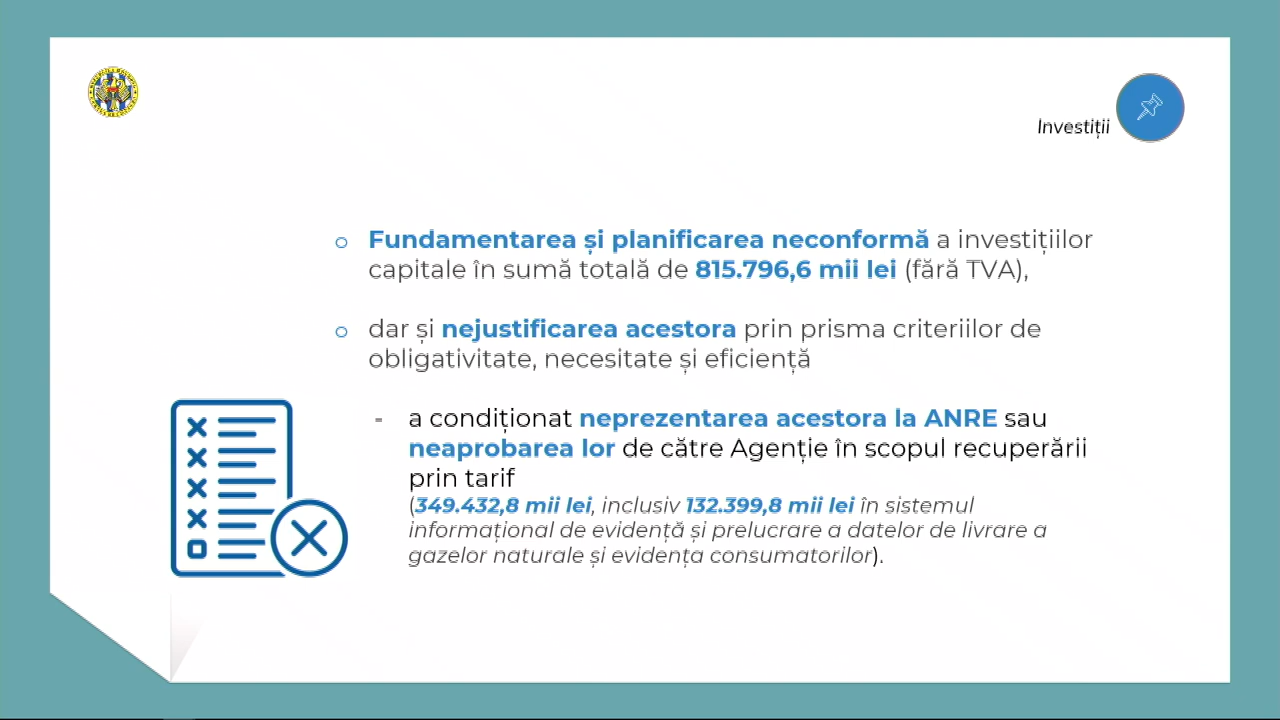 Investiții
o Fundamentarea și planificarea neconformă a investițiilor
capitale în sumă totală de 815.796,6 mii lei (fără TVA),
o dar și nejustificarea acestora prin prisma criteriilor de
obligativitate, necesitate și eficiență
- a condiționat neprezentarea acestora la ANRE sau
neaprobarea lor de către Agenție în scopul recuperării
prin tarif
(349.432,8 mii lei, inclusiv 132.399,8 mii lei în sistemul
informațional de evidență și prelucrare a datelor de livrare a
gazelor naturale și evidența consumatorilor).